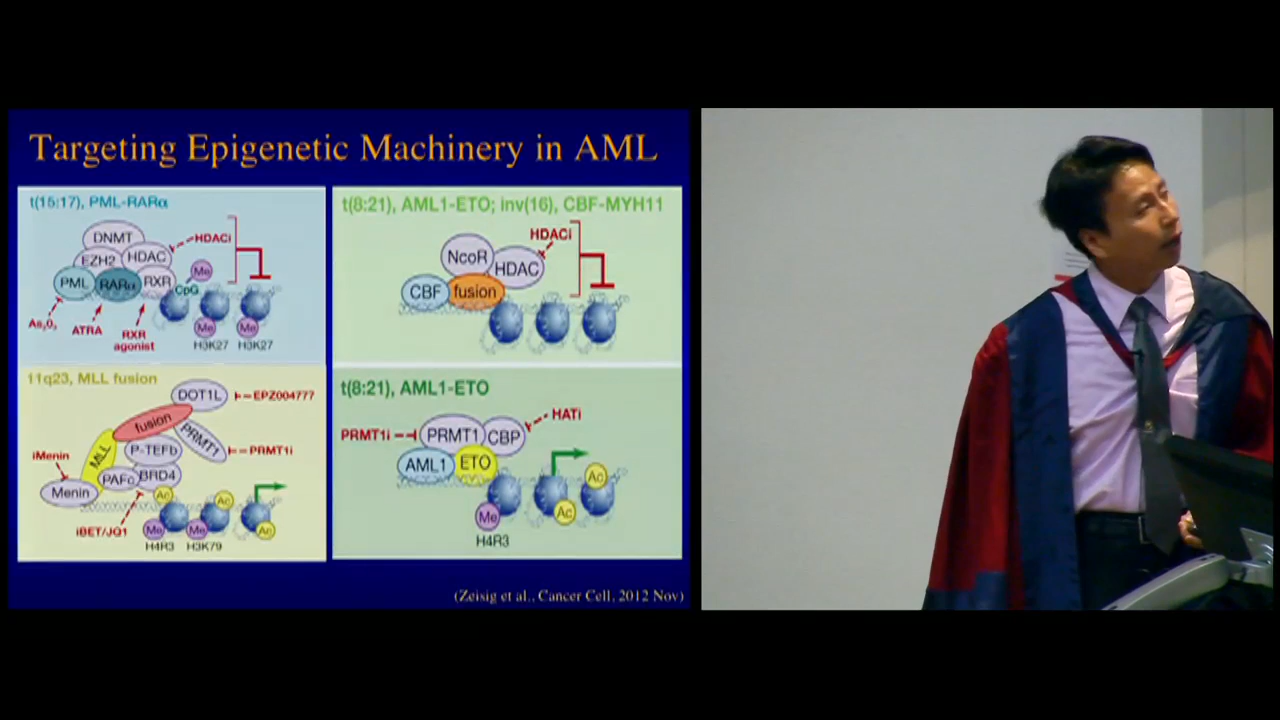 Targeting Epigenetic Machinery in AML
t(15:17), PML-RARα
DNMT
HDACi
EZH2
HDAC
Me
PML
RARα
RXR
CpG
As₂O₃
ATRA
RXR
agonist
Me
Me
H3K27
H3K27
t(8:21), AML1-ETO; inv(16), CBF-MYH11
HDACi
NcoR
HDAC
CBF
fusion
11q23, MLL fusion
DOT1L
EPZ004777
fusion
PRMT1
PRMT1i
iMenin
MLL
P-TEFb
PAFc
BRD4
Menin
Ac
Ac
iBET/JQ1
Me
Me
Ac
H4R3
H3K79
t(8:21), AML1-ETO
HATi
PRMT1i
PRMT1
CBP
AML1
ETO
Ac
Me
Ac
H4R3
(Zeisig et al., Cancer Cell, 2012 Nov)